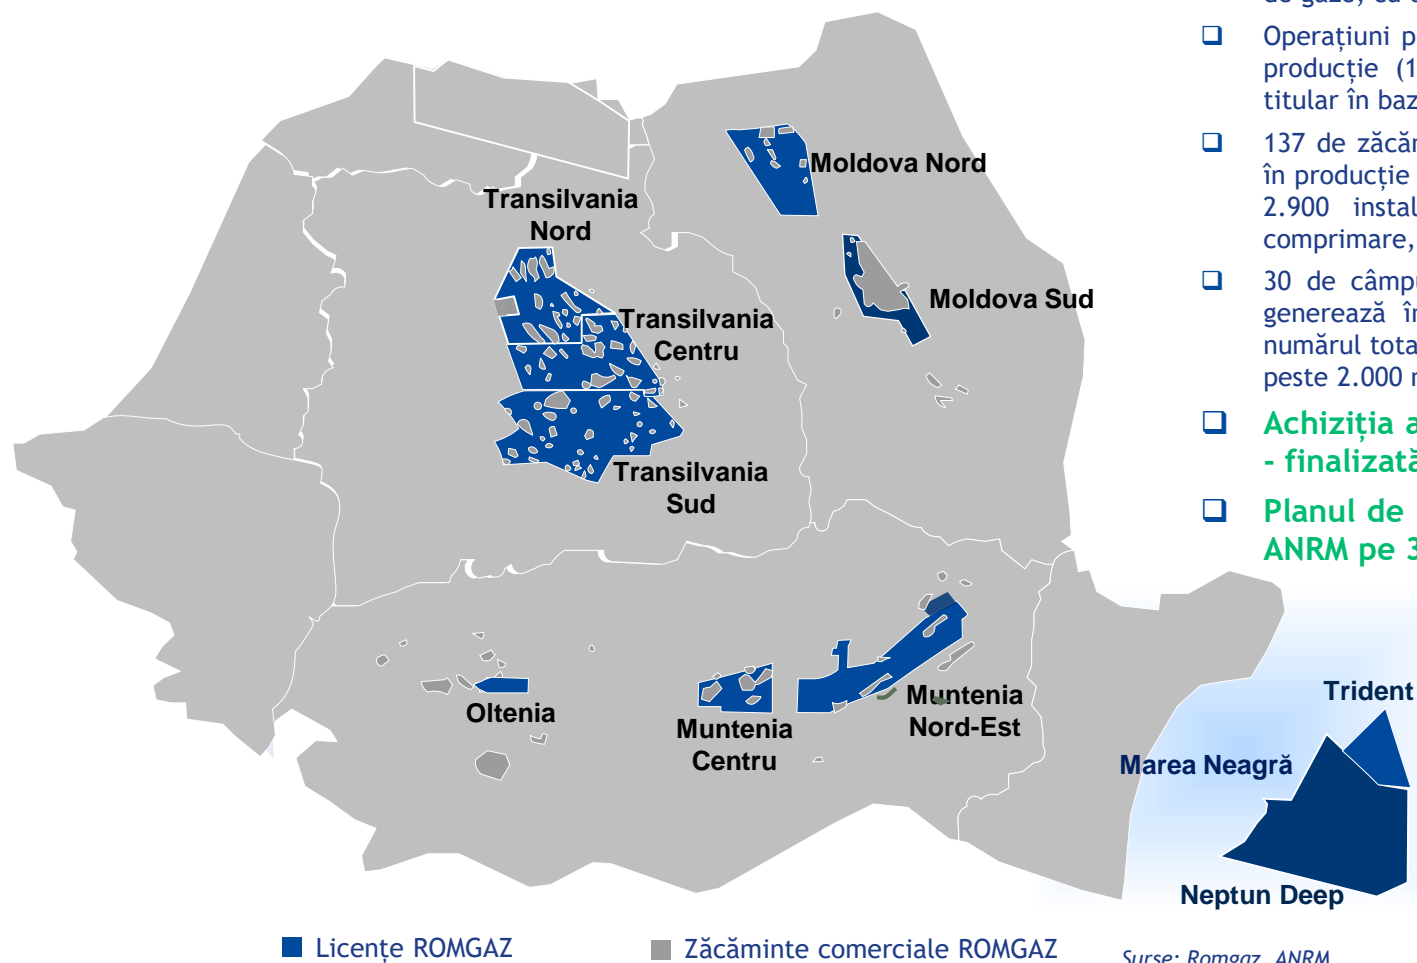 Operațiuni p
producție (1
titular în baz
137 de zăcăm
în producție
2.900 instal
comprimare,
30 de câmpu
generează în
numărul tota
peste 2.000 m
Achiziția a
- finalizată
Planul de
ANRM pe 3
Moldova Nord
Transilvania
Nord
Moldova Sud
Transilvania
Centru
Transilvania
Sud
Oltenia
Muntenia
Centru
Muntenia
Nord-Est
Trident
Marea Neagră
Neptun Deep
Licențe ROMGAZ
Zăcăminte comerciale ROMGAZ
Surse: Romgaz, ANRM